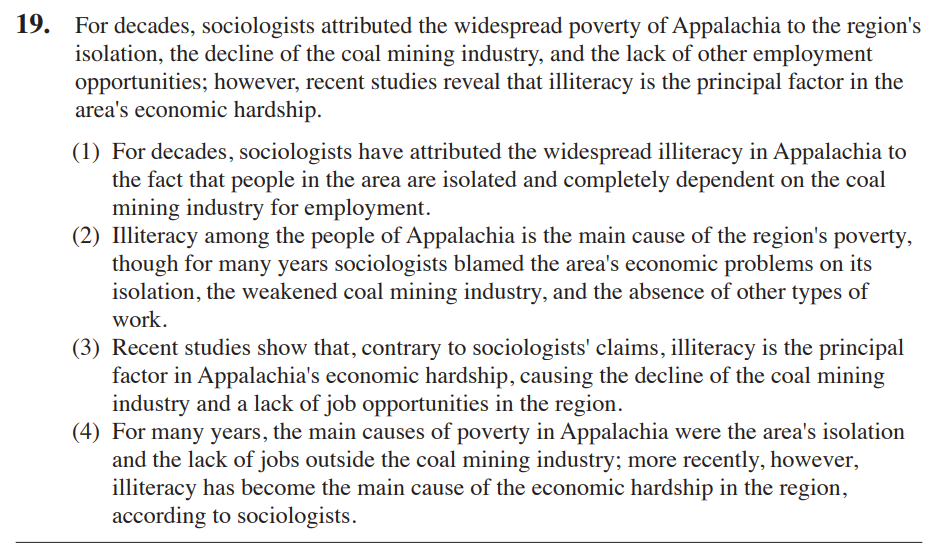 19. For decades, sociologists attributed the widespread poverty of Appalachia to the region's
isolation, the decline of the coal mining industry, and the lack of other employment
opportunities; however, recent studies reveal that illiteracy is the principal factor in the
area's economic hardship.
(1) For decades, sociologists have attributed the widespread illiteracy in Appalachia to
the fact that people in the area are isolated and completely dependent on the coal
mining industry for employment.
(2) Illiteracy among the people of Appalachia is the main cause of the region's poverty,
though for many years sociologists blamed the area's economic problems on its
isolation, the weakened coal mining industry, and the absence of other types of
work.
(3) Recent studies show that, contrary to sociologists' claims, illiteracy is the principal
factor in Appalachia's economic hardship, causing the decline of the coal mining
industry and a lack of job opportunities in the region.
(4) For many years, the main causes of poverty in Appalachia were the area's isolation
and the lack of jobs outside the coal mining industry; more recently, however,
illiteracy has become the main cause of the economic hardship in the region,
according to sociologists.